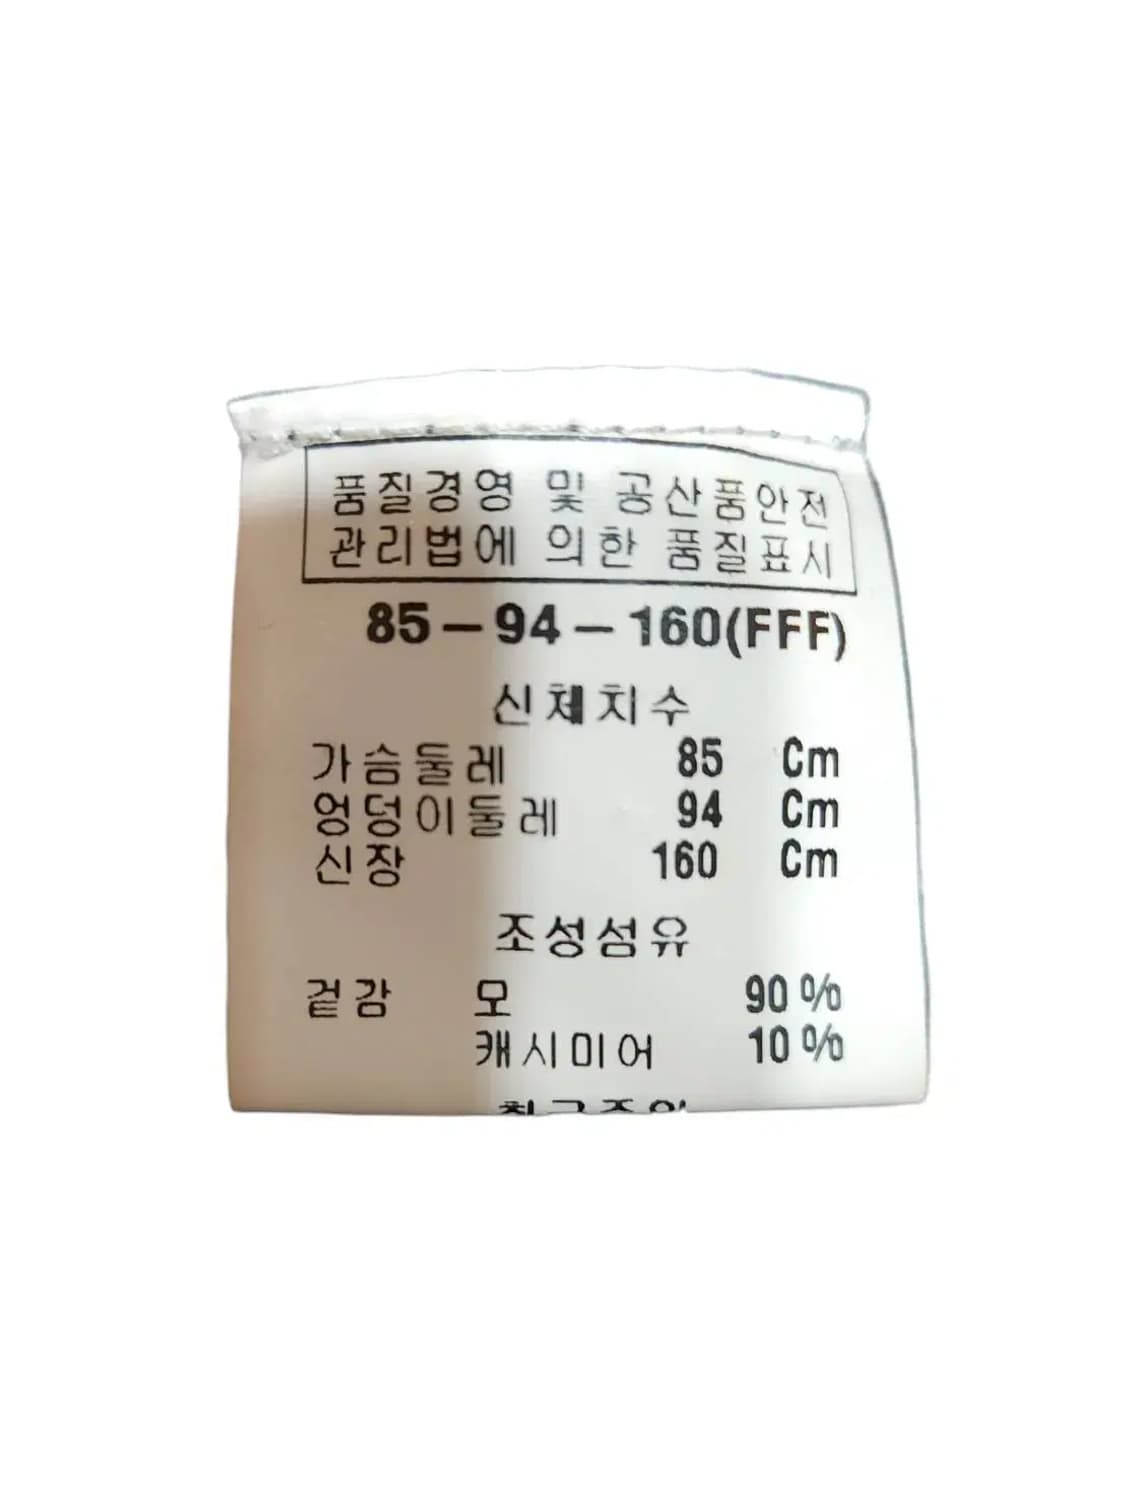 품질경영 및 공산품안전
관리법에 의한 품질표시
85-94-160(FFF)
신체치수
가슴둘레 85 Cm
엉덩이둘레 94 Cm
신장 160 Cm
조성섬유
겉감 모 90%
캐시미어 10%